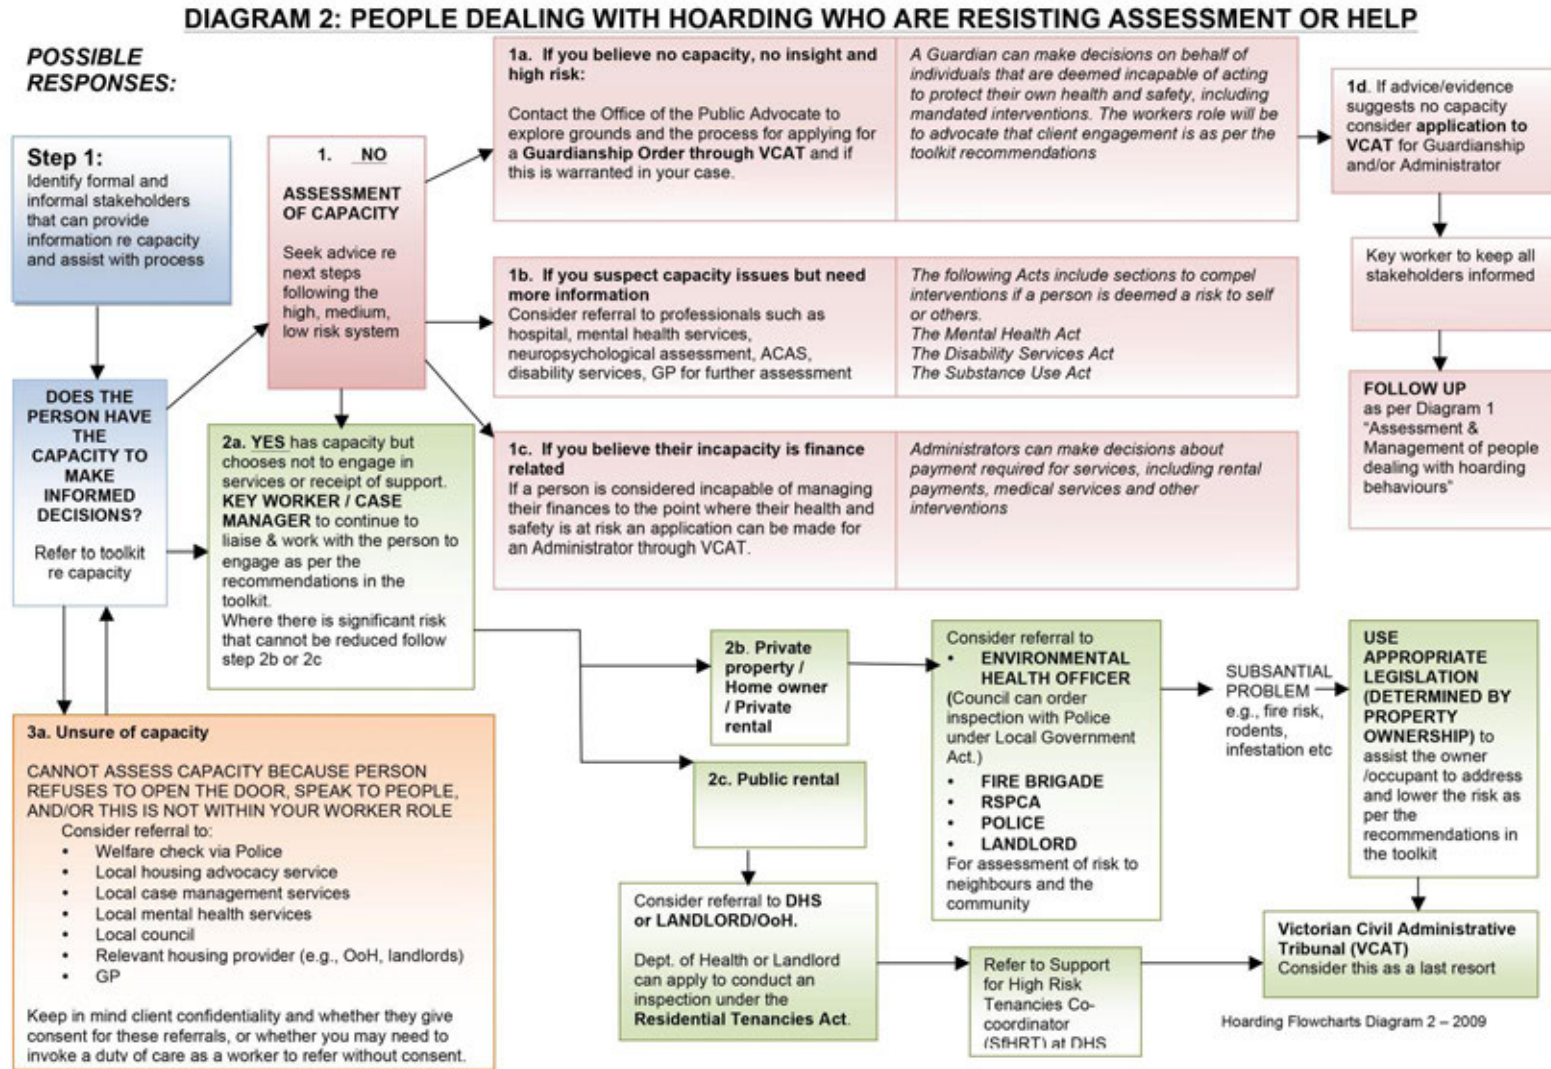 DIAGRAM 2: PEOPLE DEALING WITH HOARDING WHO ARE RESISTING ASSESSMENT OR HELP
POSSIBLE
RESPONSES:
Step 1:
Identify formal and
informal stakeholders
that can provide
information re capacity
and assist with process
DOES THE
PERSON HAVE
THE
CAPACITY TO
MAKE
INFORMED
DECISIONS?
Refer to toolkit
re capacity
1. NO
ASSESSMENT
OF CAPACITY
Seek advice re
next steps
following the
high, medium,
low risk system
1a. If you believe no capacity, no insight and
high risk:
Contact the Office of the Public Advocate to
explore grounds and the process for applying for
a Guardianship Order through VCAT and if
this is warranted in your case.
A Guardian can make decisions on behalf of
individuals that are deemed incapable of acting
to protect their own health and safety, including
mandated interventions. The workers role will be
to advocate that client engagement is as per the
toolkit recommendations
1b. If you suspect capacity issues but need
more information
Consider referral to professionals such as
hospital, mental health services,
neuropsychological assessment, ACAS,
disability services, GP for further assessment
The following Acts include sections to compel
interventions if a person is deemed a risk to self
or others.
The Mental Health Act
The Disability Services Act
The Substance Use Act
1c. If you believe their incapacity is finance
related
If a person is considered incapable of managing
their finances to the point where their health and
safety is at risk an application can be made for
an Administrator through VCAT.
Administrators can make decisions about
payment required for services, including rental
payments, medical services and other
interventions
1d. If advice/evidence
suggests no capacity
consider application to
VCAT for Guardianship
and/or Administrator
Key worker to keep all
stakeholders informed
FOLLOW UP
as per Diagram 1
"Assessment &
Management of people
dealing with hoarding
behaviours"
2a. YES has capacity but
chooses not to engage in
services or receipt of support.
KEY WORKER / CASE
MANAGER to continue to
liaise & work with the person to
engage as per the
recommendations in the
toolkit.
Where there is significant risk
that cannot be reduced follow
step 2b or 2c
2b. Private
property /
Home owner
/ Private
rental
2c. Public rental
Consider referral to
• ENVIRONMENTAL
HEALTH OFFICER
(Council can order
inspection with Police
under Local Government
Act.)
• FIRE BRIGADE
• RSPCA
• POLICE
• LANDLORD
For assessment of risk to
neighbours and the
community
SUBSANTIAL
PROBLEM
e.g., fire risk,
rodents,
infestation etc
USE
APPROPRIATE
LEGISLATION
(DETERMINED BY
PROPERTY
OWNERSHIP) to
assist the owner
/occupant to address
and lower the risk as
per the
recommendations in
the toolkit
Victorian Civil Administrative
Tribunal (VCAT)
Consider this as a last resort
Consider referral to DHS
or LANDLORD/OoH.
Dept. of Health or Landlord
can apply to conduct an
inspection under the
Residential Tenancies Act.
Refer to Support
for High Risk
Tenancies Co-
coordinator
(SfHRT) at DHS
3a. Unsure of capacity
CANNOT ASSESS CAPACITY BECAUSE PERSON
REFUSES TO OPEN THE DOOR, SPEAK TO PEOPLE,
AND/OR THIS IS NOT WITHIN YOUR WORKER ROLE
Consider referral to:
• Welfare check via Police
• Local housing advocacy service
• Local case management services
• Local mental health services
• Local council
• Relevant housing provider (e.g., OoH, landlords)
• GP
Keep in mind client confidentiality and whether they give
consent for these referrals, or whether you may need to
invoke a duty of care as a worker to refer without consent.
Hoarding Flowcharts Diagram 2 – 2009